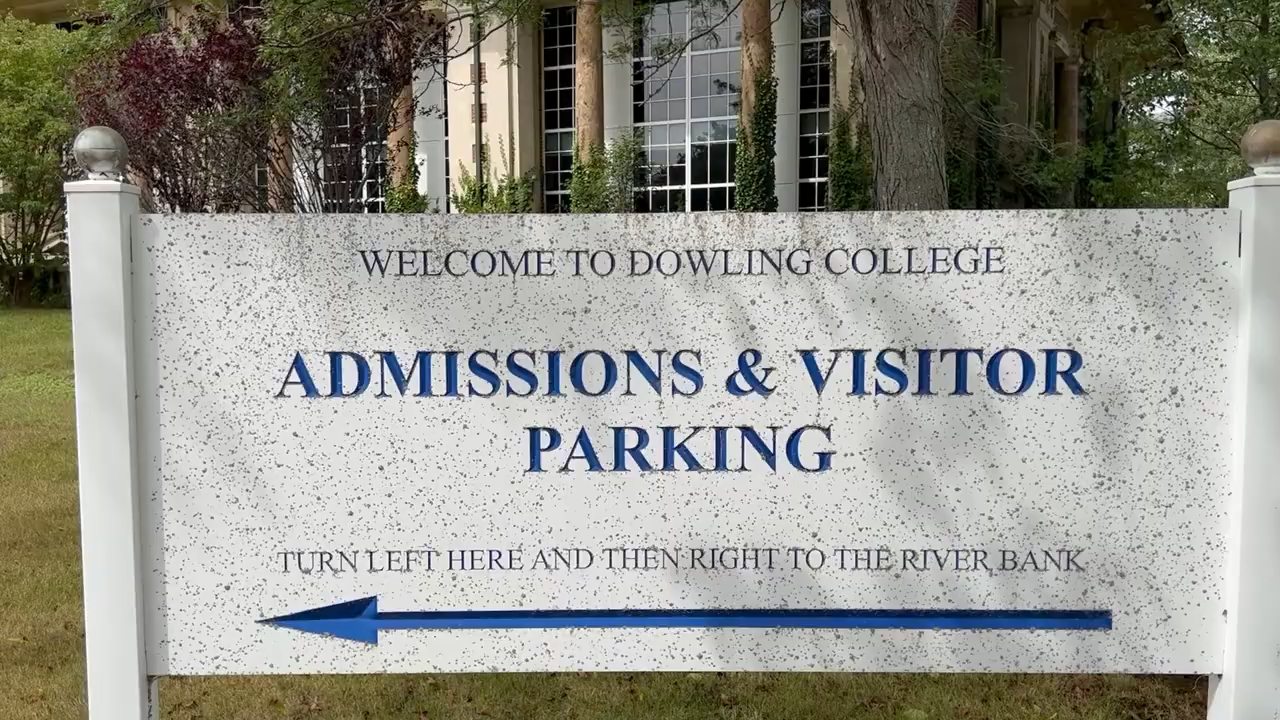 WELCOME TO DOWLING COLLEGE
ADMISSIONS & VISITOR
PARKING
TURN LEFT HERE AND THEN RIGHT TO THE RIVER BANK